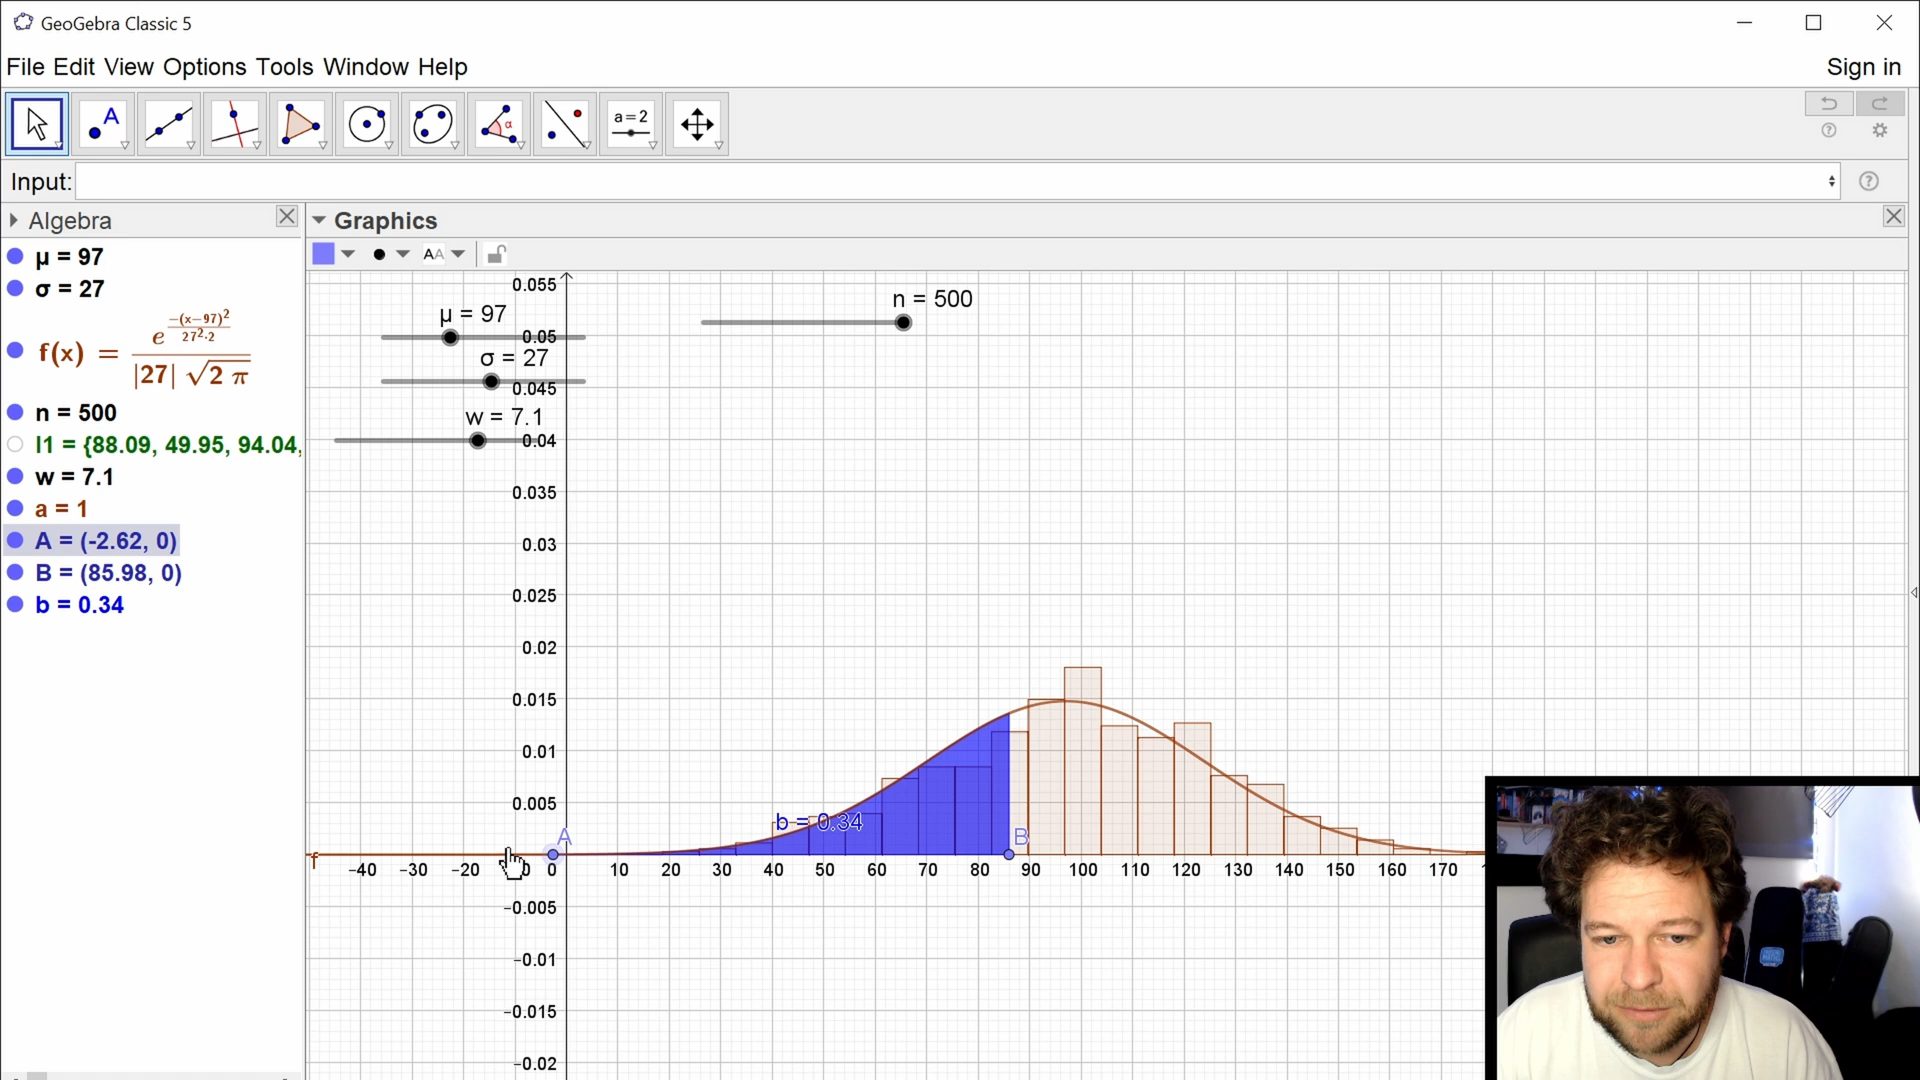 GeoGebra Classic 5
File Edit View Options Tools Window Help
Sign in
A
α
a = 2
Input:
Algebra
Graphics
AA
μ = 97
σ = 27
f(x) = e^(-(x-97)²/(27²·2)) / (|27| √2 π)
n = 500
l1 = {88.09, 49.95, 94.04,
w = 7.1
a = 1
A = (-2.62, 0)
B = (85.98, 0)
b = 0.34
μ = 97
σ = 27
w = 7.1
n = 500
0.055
0.05
0.045
0.04
0.035
0.03
0.025
0.02
0.015
0.01
0.005
b = 0.34
A
B
f
−40 −30 −20 0 0 10 20 30 40 50 60 70 80 90 100 110 120 130 140 150 160 170
−0.005
−0.01
−0.015
−0.02